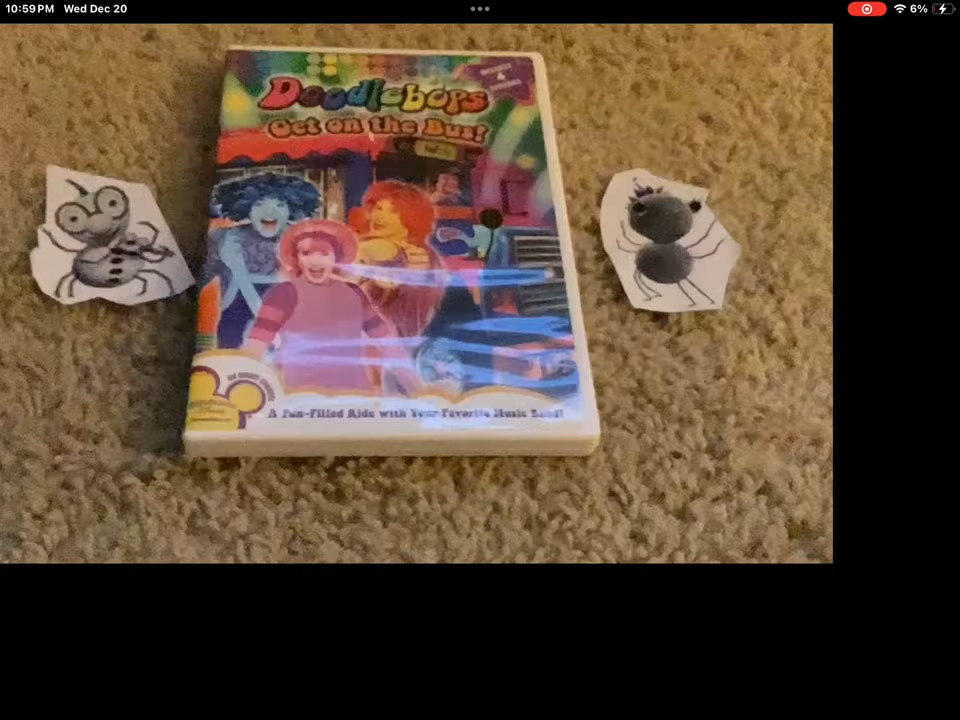 10:59 PM Wed Dec 20
6%
Doodlebops
Get on the Bus!
A Fun-Filled Ride with Your Favorite Music Band!